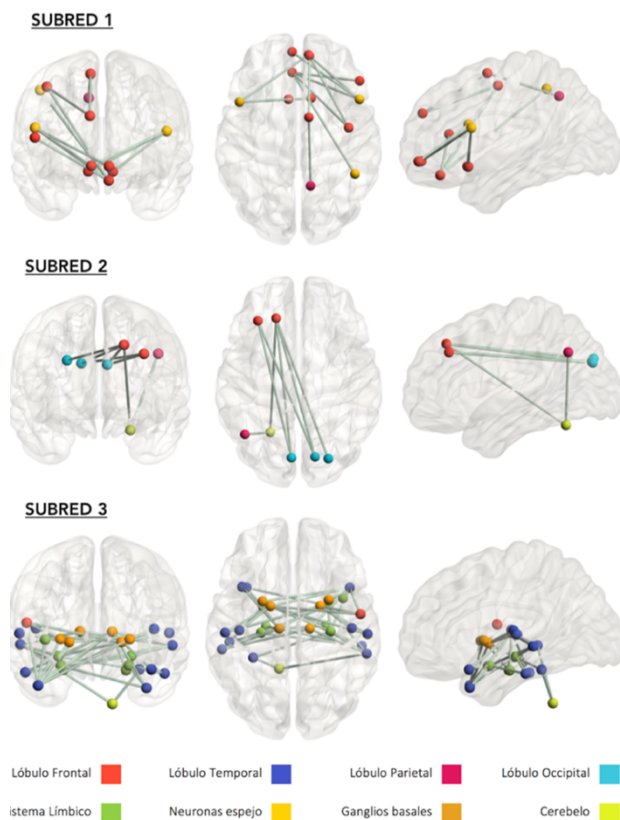 SUBRED 1
SUBRED 2
SUBRED 3
Lóbulo Frontal Lóbulo Temporal Lóbulo Parietal Lóbulo Occipital
istema Límbico Neuronas espejo Ganglios basales Cerebelo